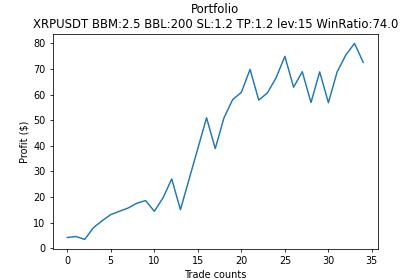 Portfolio
XRPUSDT BBM:2.5 BBL:200 SL:1.2 TP:1.2 lev:15 WinRatio:74.0
80
70
60
50
40
30
20
10
0
Profit ($)
0 5 10 15 20 25 30 35
Trade counts